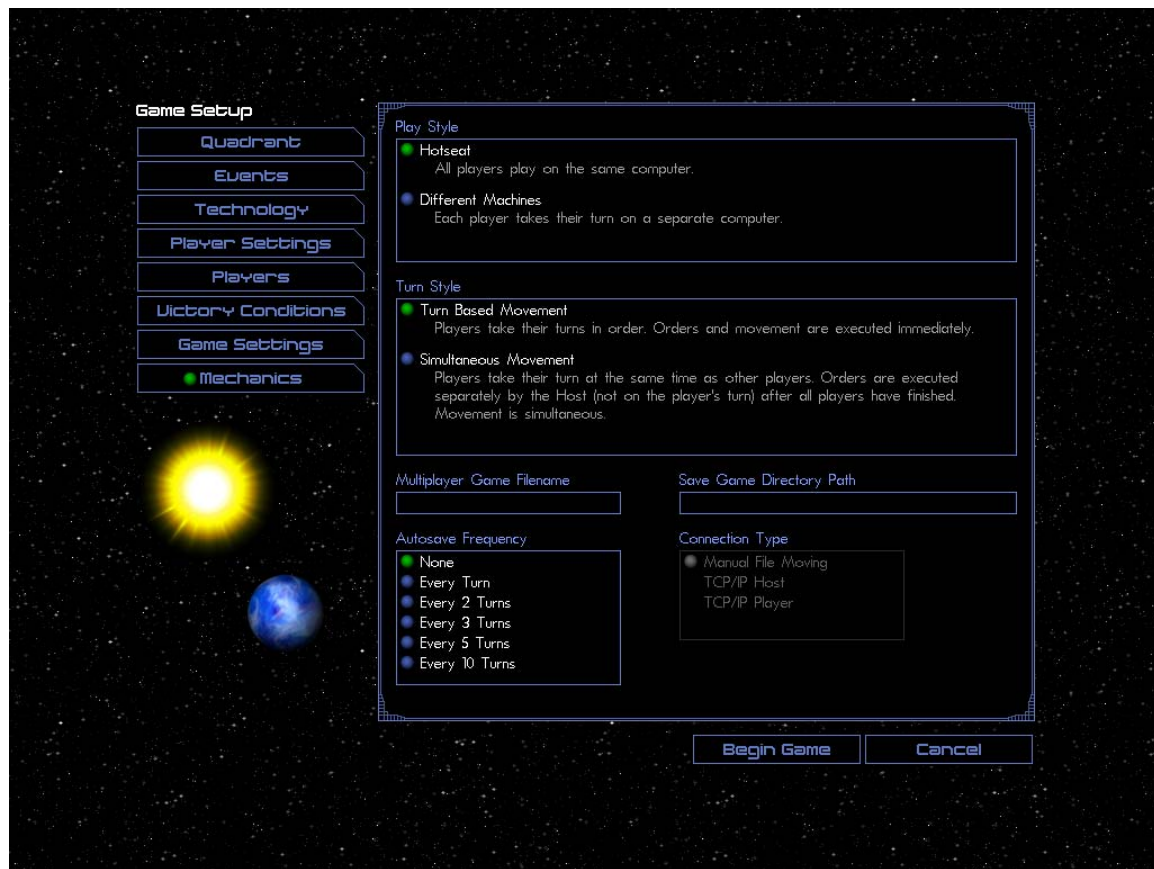 Game Setup
Quadrant
Events
Technology
Player Settings
Players
Victory Conditions
Game Settings
Mechanics
Play Style
Hotseat
All players play on the same computer.
Different Machines
Each player takes their turn on a separate computer.
Turn Style
Turn Based Movement
Players take their turns in order. Orders and movement are executed immediately.
Simultaneous Movement
Players take their turn at the same time as other players. Orders are executed
separately by the Host (not on the player's turn) after all players have finished.
Movement is simultaneous.
Multiplayer Game Filename
Save Game Directory Path
Autosave Frequency
None
Every Turn
Every 2 Turns
Every 3 Turns
Every 5 Turns
Every 10 Turns
Connection Type
Manual File Moving
TCP/IP Host
TCP/IP Player
Begin Game
Cancel